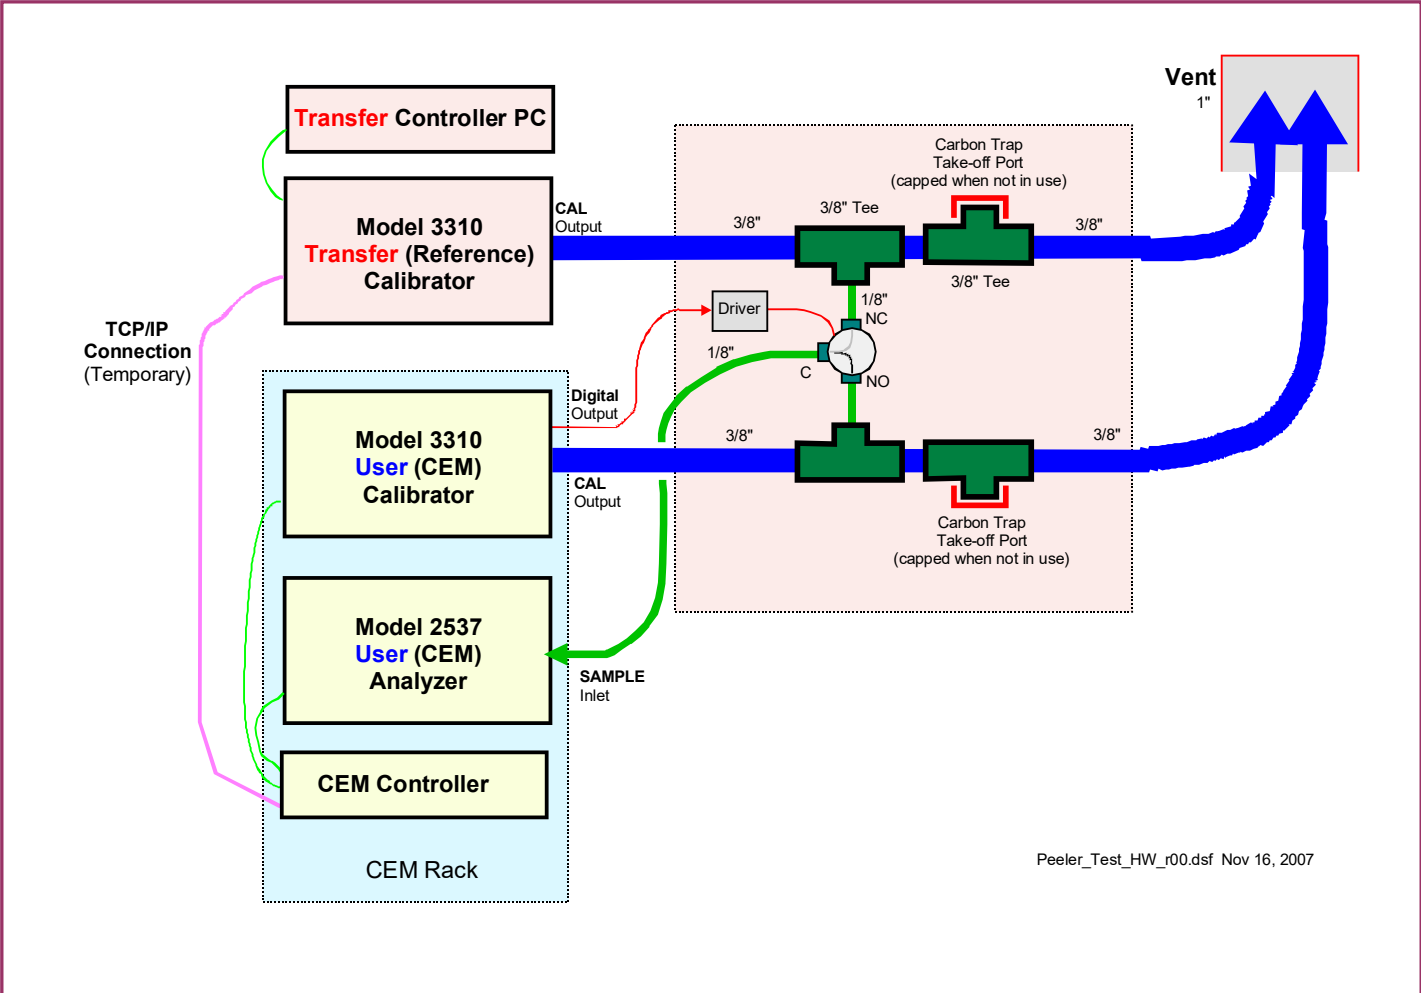 Vent
1"
Transfer Controller PC
Carbon Trap
Take-off Port
(capped when not in use)
Model 3310
Transfer (Reference)
Calibrator
CAL
Output
3/8"
3/8" Tee
3/8"
3/8" Tee
Driver
1/8"
NC
TCP/IP
Connection
(Temporary)
1/8"
C
NO
Digital
Output
Model 3310
User (CEM)
Calibrator
3/8"
3/8"
CAL
Output
Carbon Trap
Take-off Port
(capped when not in use)
Model 2537
User (CEM)
Analyzer
SAMPLE
Inlet
CEM Controller
CEM Rack
Peeler_Test_HW_r00.dsf Nov 16, 2007